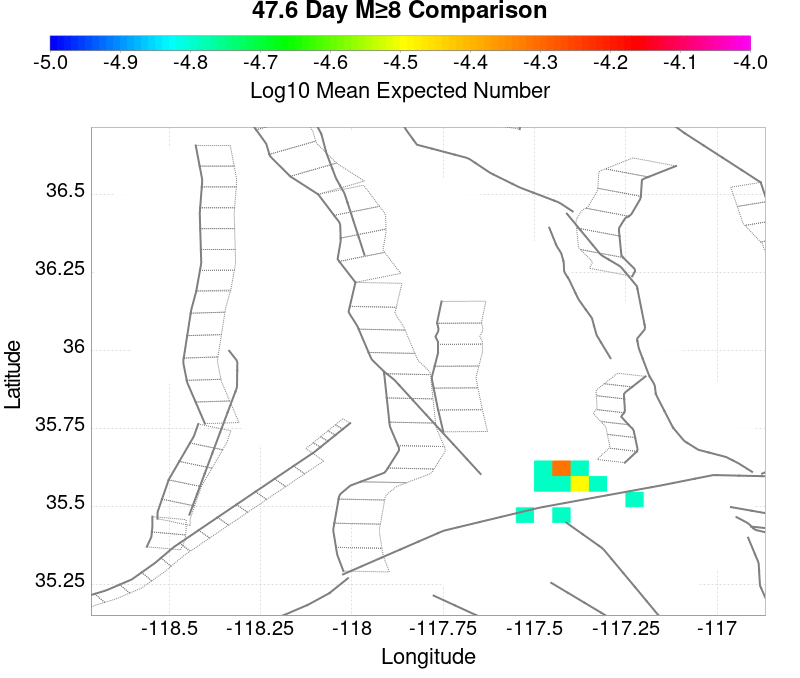 47.6 Day M≥8 Comparison
-5.0 -4.9 -4.8 -4.7 -4.6 -4.5 -4.4 -4.3 -4.2 -4.1 -4.0
Log10 Mean Expected Number
36.5
36.25
36
35.75
35.5
35.25
Latitude
-118.5 -118.25 -118 -117.75 -117.5 -117.25 -117
Longitude